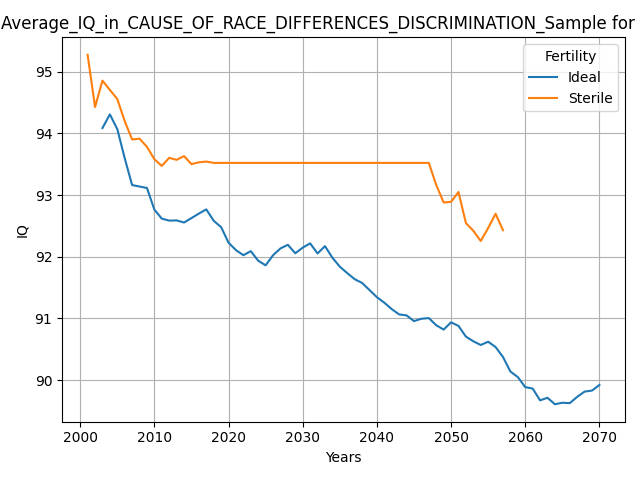 Average_IQ_in_CAUSE_OF_RACE_DIFFERENCES_DISCRIMINATION_Sample for
Fertility
Ideal
Sterile
95
94
93
92
91
90
IQ
2000 2010 2020 2030 2040 2050 2060 2070
Years